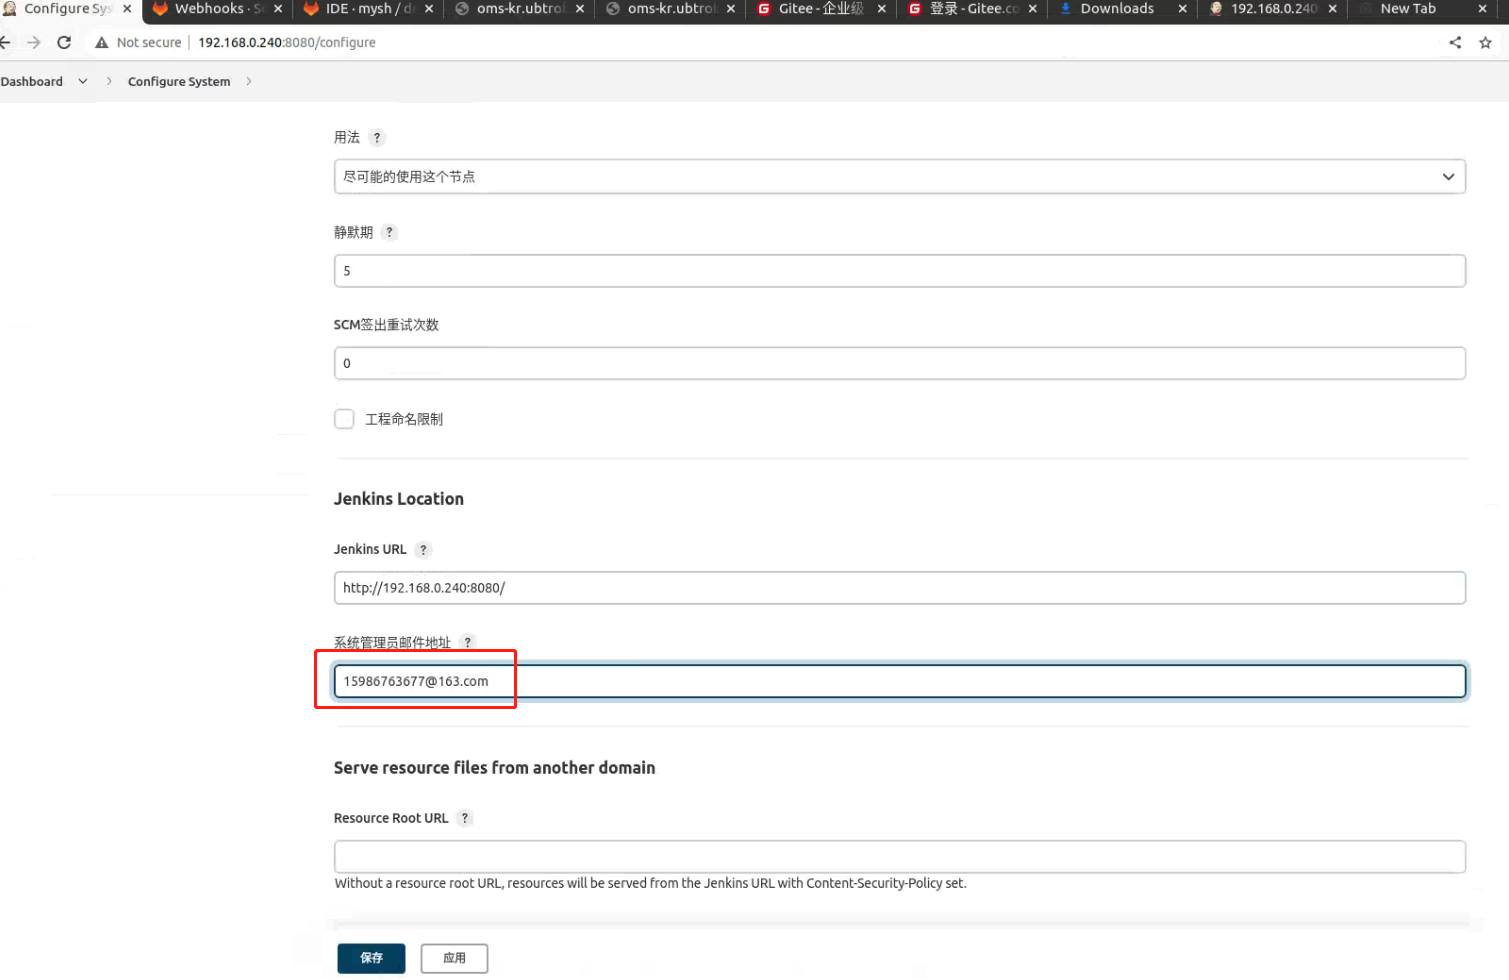 Configure Sys
Webhooks · S
IDE · mysh / d
oms-kr.ubtro
oms-kr.ubtro
Gitee - 企业级
登录 - Gitee.co
Downloads
192.168.0.240
New Tab
Not secure
192.168.0.240:8080/configure
Dashboard
Configure System
用法 ?
尽可能的使用这个节点
静默期 ?
5
SCM签出重试次数
0
工程命名限制
Jenkins Location
Jenkins URL ?
http://192.168.0.240:8080/
系统管理员邮件地址 ?
15986763677@163.com
Serve resource files from another domain
Resource Root URL ?
Without a resource root URL, resources will be served from the Jenkins URL with Content-Security-Policy set.
保存
应用